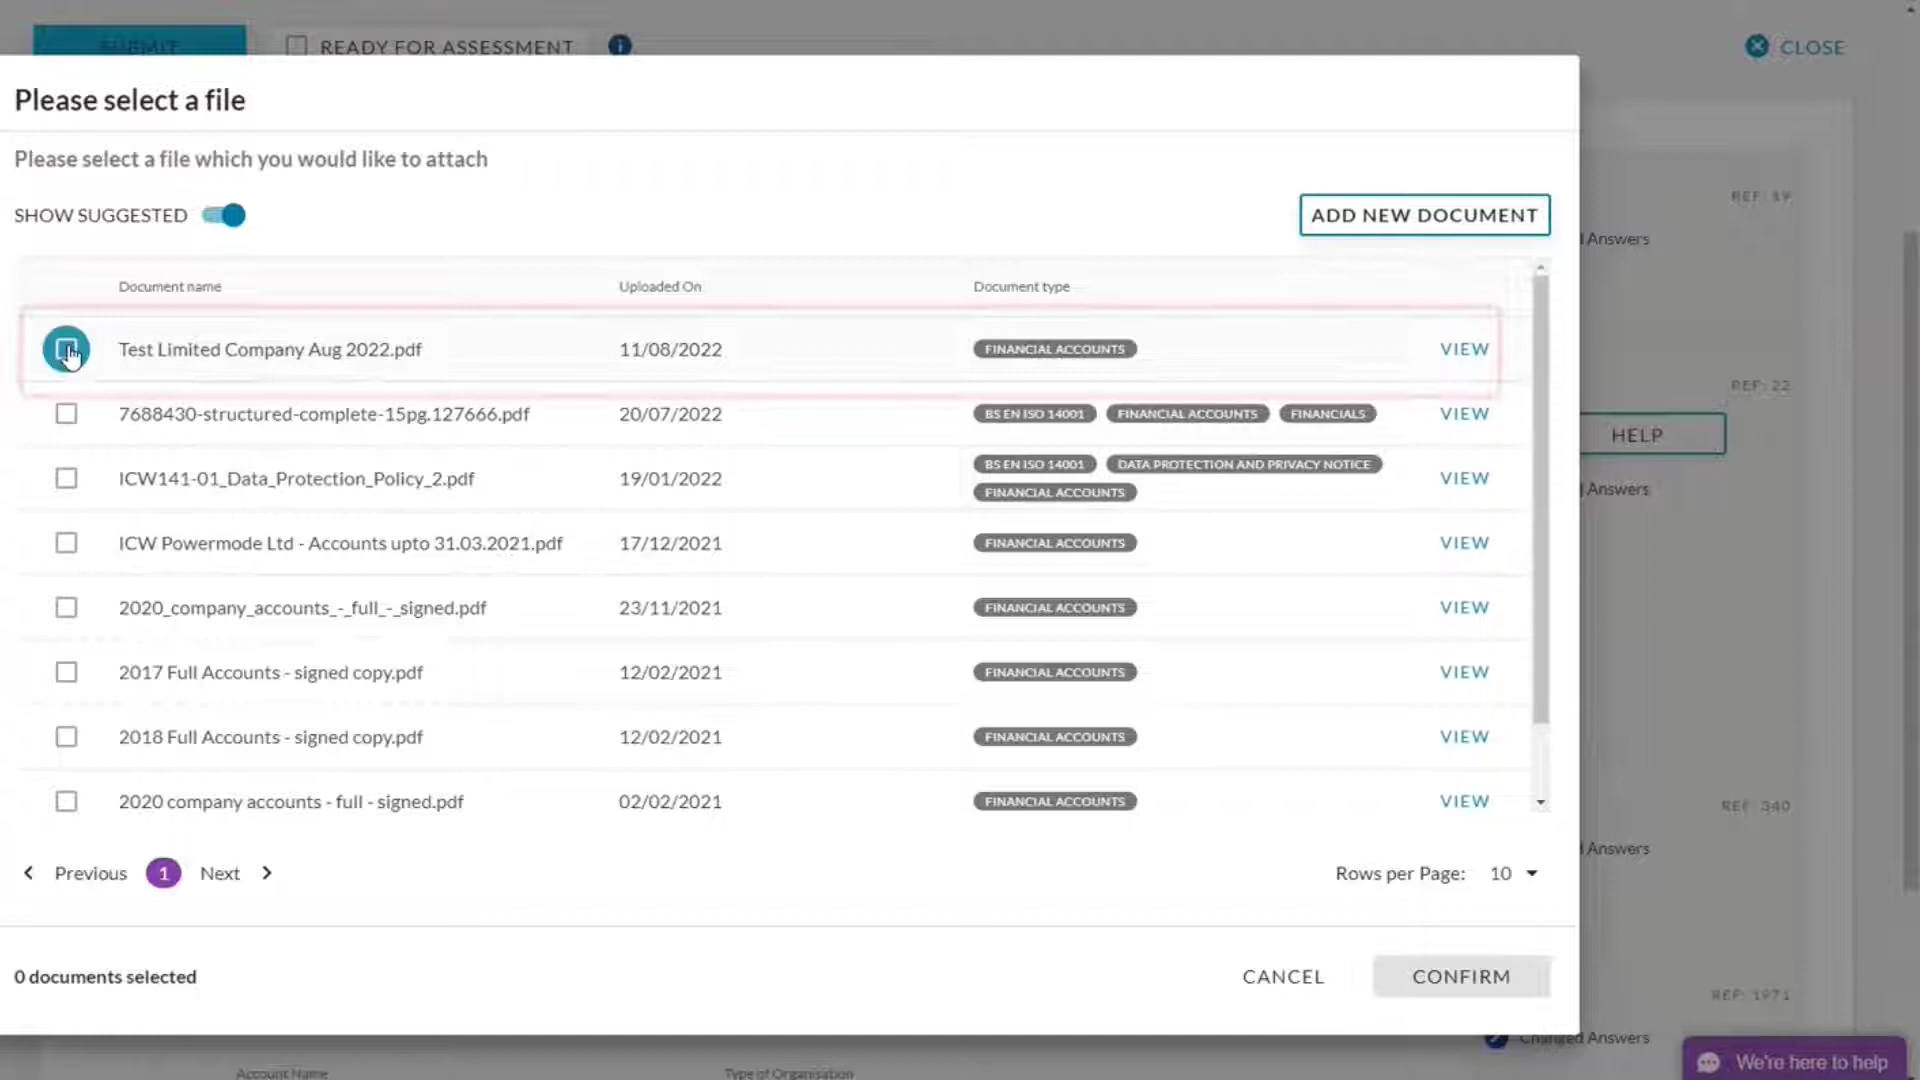 SUBMIT READY FOR ASSESSMENT i CLOSE
Please select a file
Please select a file which you would like to attach
SHOW SUGGESTED ADD NEW DOCUMENT
Document name Uploaded On Document type
Test Limited Company Aug 2022.pdf 11/08/2022 FINANCIAL ACCOUNTS VIEW
7688430-structured-complete-15pg.127666.pdf 20/07/2022 BS EN ISO 14001 FINANCIAL ACCOUNTS FINANCIALS VIEW
BS EN ISO 14001 DATA PROTECTION AND PRIVACY NOTICE
ICW141-01_Data_Protection_Policy_2.pdf 19/01/2022 VIEW
FINANCIAL ACCOUNTS
ICW Powermode Ltd - Accounts upto 31.03.2021.pdf 17/12/2021 FINANCIAL ACCOUNTS VIEW
2020_company_accounts_-_full_-_signed.pdf 23/11/2021 FINANCIAL ACCOUNTS VIEW
2017 Full Accounts - signed copy.pdf 12/02/2021 FINANCIAL ACCOUNTS VIEW
2018 Full Accounts - signed copy.pdf 12/02/2021 FINANCIAL ACCOUNTS VIEW
2020 company accounts - full - signed.pdf 02/02/2021 FINANCIAL ACCOUNTS VIEW
Previous 1 Next Rows per Page: 10
0 documents selected CANCEL CONFIRM
REF: 19
Answers
REF: 22
HELP
Answers
REF: 340
Answers
REF: 1971
Changed Answers
We're here to help
Account Name Type of Organisation